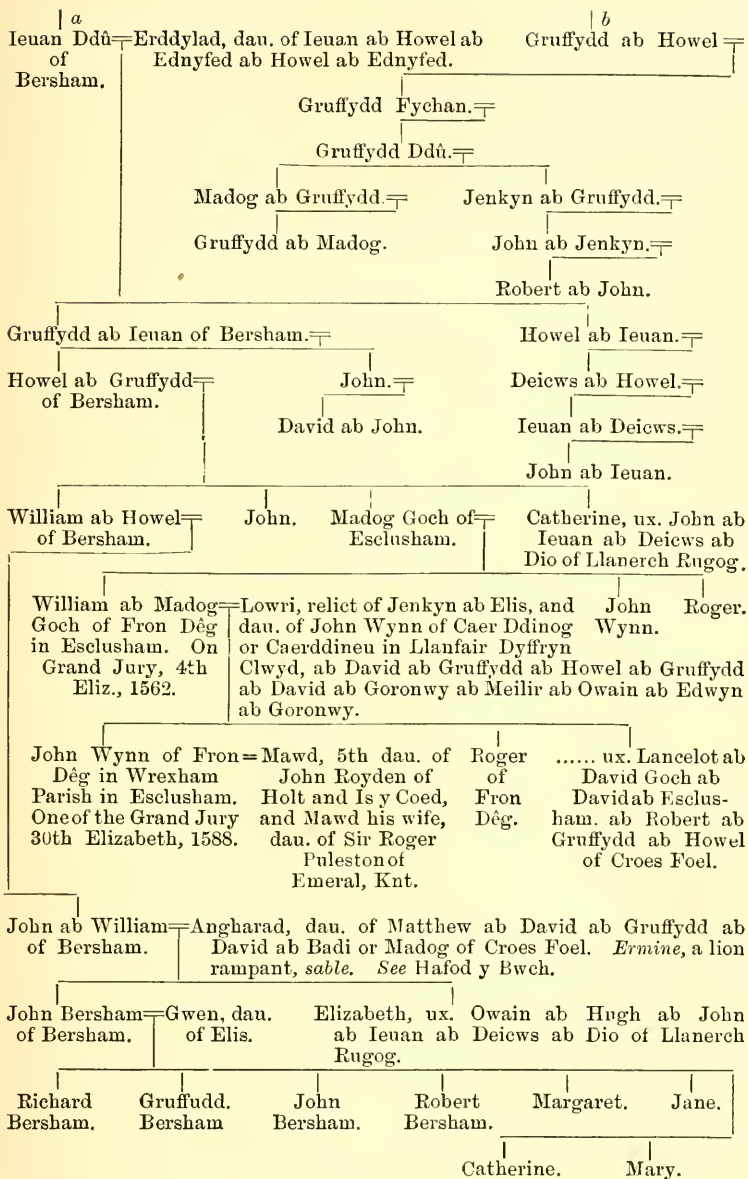 a b
Ieuan Ddû=Erddylad, dau. of Ieuan ab Howel ab Gruffydd ab Howel=
of Ednyfed ab Howel ab Ednyfed.
Bersham.
Gruffydd Fychan.=
Gruffydd Ddû.=
Madog ab Gruffydd.= Jenkyn ab Gruffydd.=
Gruffydd ab Madog. John ab Jenkyn.=
Robert ab John.
Gruffydd ab Ieuan of Bersham.= Howel ab Ieuan.=
Howel ab Gruffydd= John.= Deicws ab Howel.=
of Bersham.
David ab John. Ieuan ab Deicws.=
John ab Ieuan.
William ab Howel= John. Madog Goch of= Catherine, ux. John ab
of Bersham. Esclusham. Ieuan ab Deicws ab
Dio of Llanerch Rugog.
William ab Madog=Lowri, relict of Jenkyn ab Elis, and John Roger.
Goch of Fron Dêg dau. of John Wynn of Caer Ddinog Wynn.
in Esclusham. On or Caerddineu in Llanfair Dyffryn
Grand Jury, 4th Clwyd, ab David ab Gruffydd ab Howel ab Gruffydd
Eliz., 1562. ab David ab Goronwy ab Meilir ab Owain ab Edwyn
ab Goronwy.
John Wynn of Fron=Mawd, 5th dau. of Roger ...... ux. Lancelot ab
Dêg in Wrexham John Royden of of David Goch ab
Parish in Esclusham. Holt and Is y Coed, Fron David ab Esclus-
One of the Grand Jury and Mawd his wife, Dêg. ham. ab Robert ab
30th Elizabeth, 1588. dau. of Sir Roger Gruffydd ab Howel
Puleston of of Croes Foel.
Emeral, Knt.
John ab William=Angharad, dau. of Matthew ab David ab Gruffydd ab
of Bersham. David ab Badi or Madog of Croes Foel. Ermine, a lion
rampant, sable. See Hafod y Bwch.
John Bersham=Gwen, dau. Elizabeth, ux. Owain ab Hugh ab John
of Bersham. of Elis. ab Ieuan ab Deicws ab Dio of Llanerch
Rugog.
Richard Gruffudd. John Robert Margaret. Jane.
Bersham. Bersham Bersham. Bersham.
Catherine. Mary.